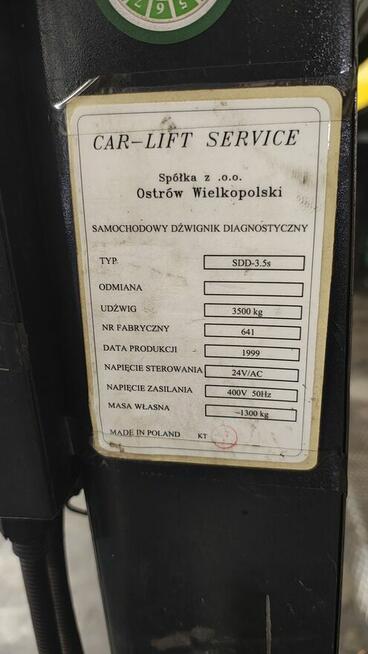 6 5
CAR-LIFT SERVICE
Spółka z .o.o.
Ostrów Wielkopolski
SAMOCHODOWY DŹWIGNIK DIAGNOSTYCZNY
TYP SDD-3.5s
ODMIANA
UDŹWIG 3500 kg
NR FABRYCZNY 641
DATA PRODUKCJI 1999
NAPIĘCIE STEROWANIA 24V/AC
NAPIĘCIE ZASILANIA 400V 50Hz
MASA WŁASNA ~1300 kg
MADE IN POLAND KT